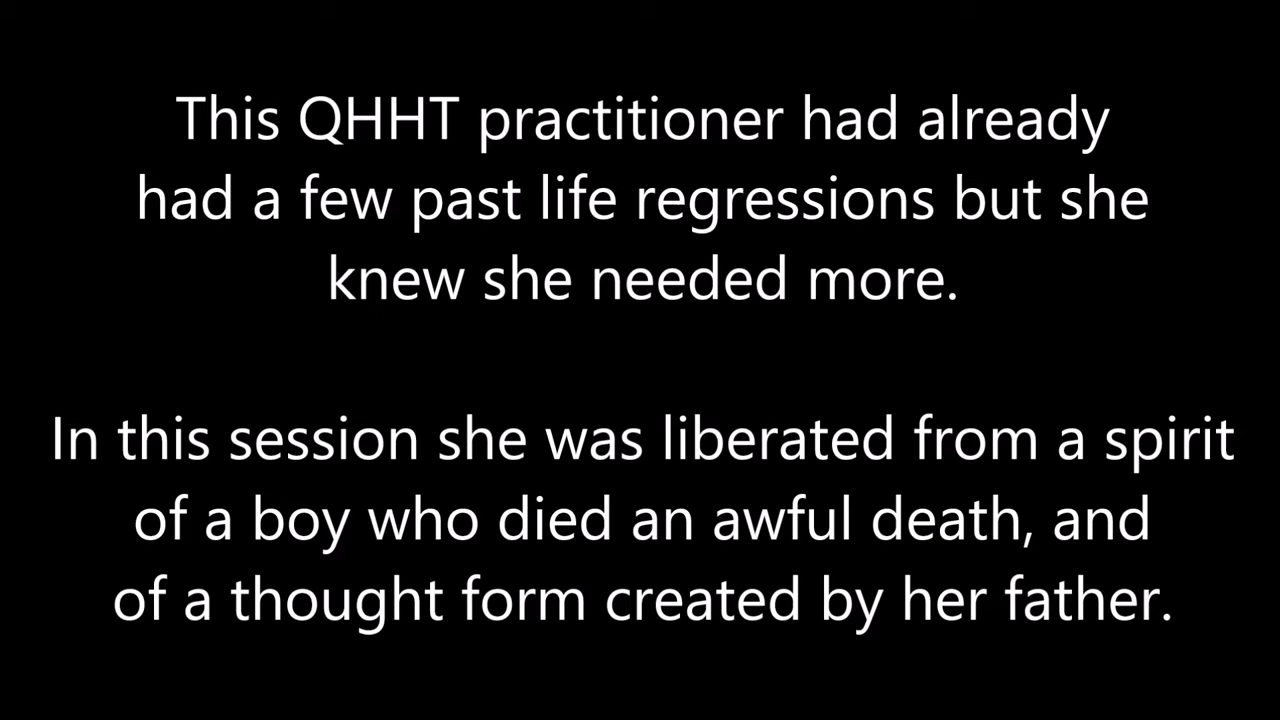 This QHHT practitioner had already
had a few past life regressions but she
knew she needed more.
In this session she was liberated from a spirit
of a boy who died an awful death, and
of a thought form created by her father.